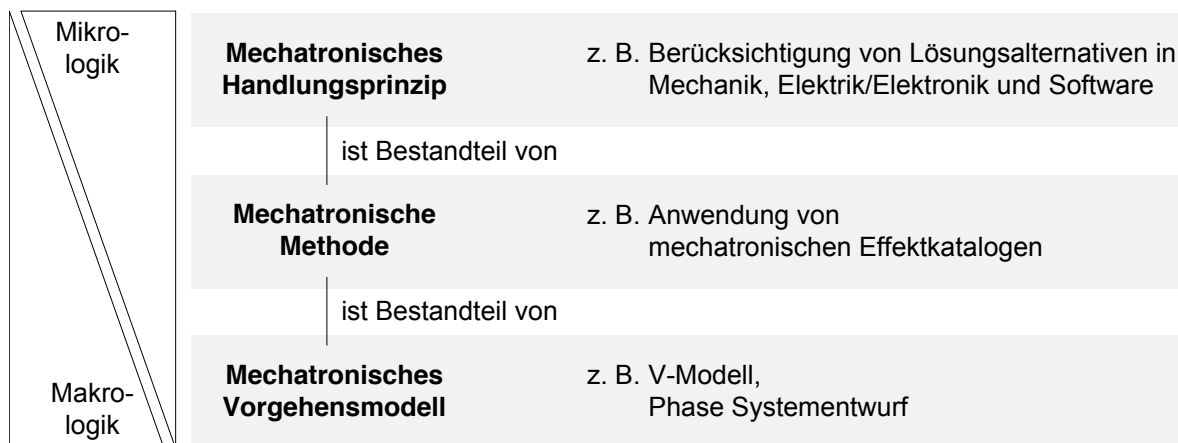 Mikro-
logik
Mechatronisches
Handlungsprinzip
z. B. Berücksichtigung von Lösungsalternativen in
Mechanik, Elektrik/Elektronik und Software
ist Bestandteil von
Mechatronische
Methode
z. B. Anwendung von
mechatronischen Effektkatalogen
ist Bestandteil von
Makro-
logik
Mechatronisches
Vorgehensmodell
z. B. V-Modell,
Phase Systementwurf